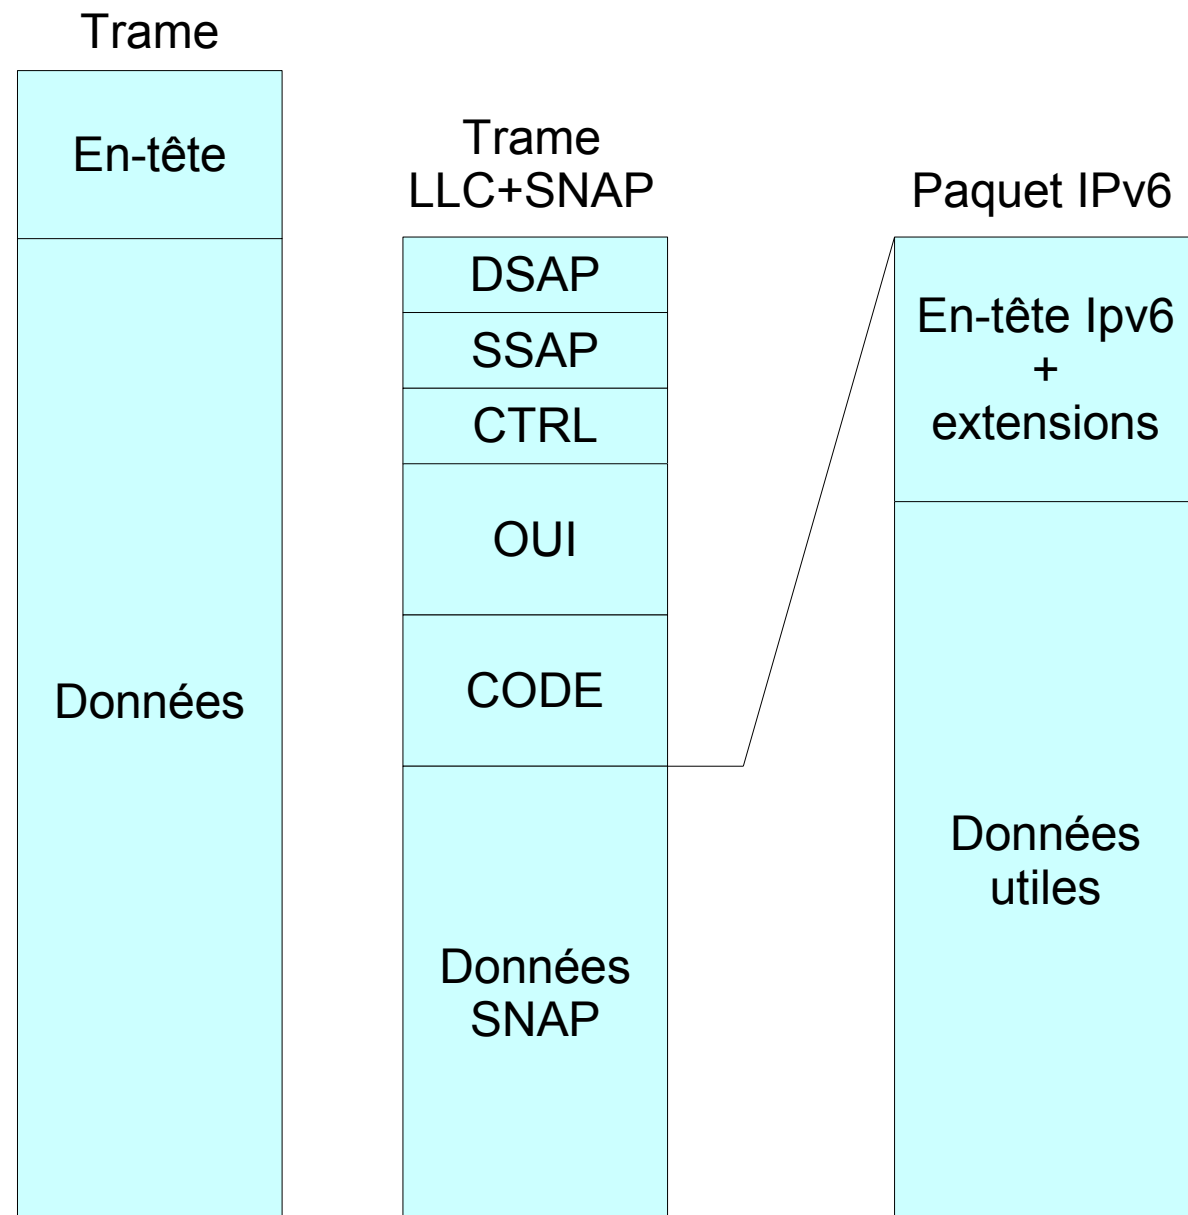 Trame
En-tête
Données
Trame
LLC+SNAP
DSAP
SSAP
CTRL
OUI
CODE
Données
SNAP
Paquet IPv6
En-tête Ipv6
+
extensions
Données
utiles